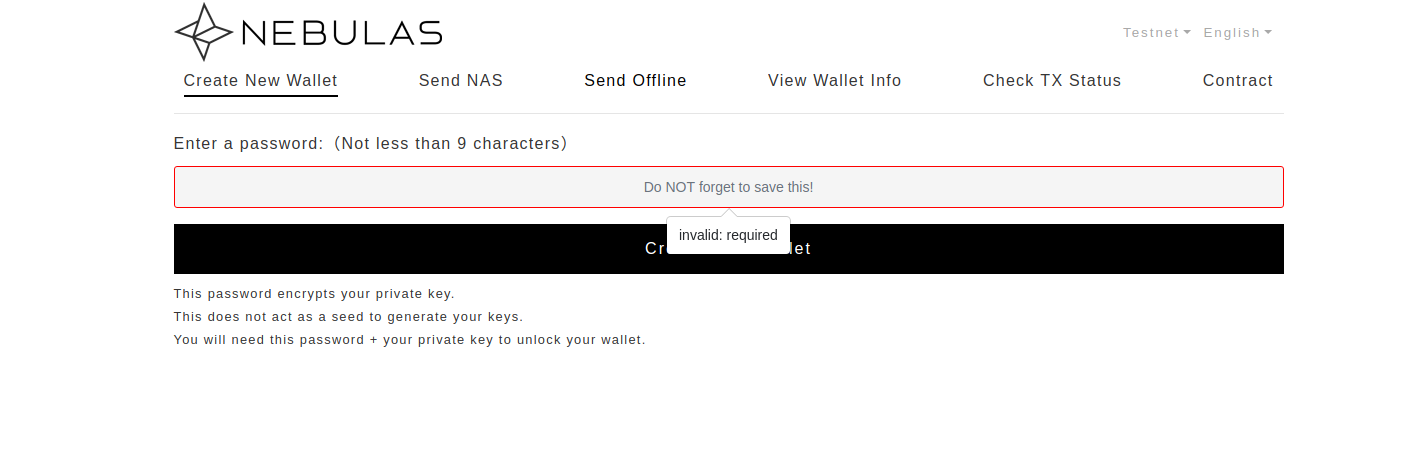 NEBULAS
Testnet English
Create New Wallet Send NAS Send Offline View Wallet Info Check TX Status Contract
Enter a password:（Not less than 9 characters）
Do NOT forget to save this!
invalid: required
This password encrypts your private key.
This does not act as a seed to generate your keys.
You will need this password + your private key to unlock your wallet.